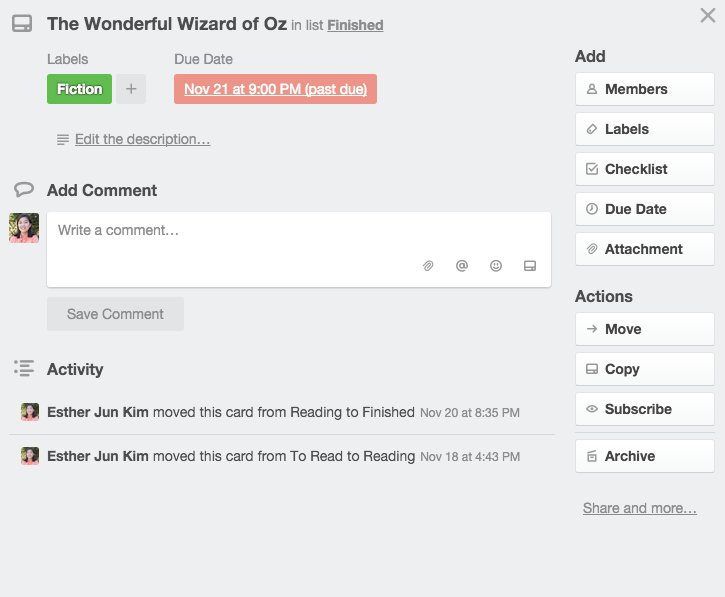 The Wonderful Wizard of Oz in list Finished
Labels
Due Date
Fiction
+
Nov 21 at 9:00 PM (past due)
Edit the description…
Add Comment
Write a comment…
@
Save Comment
Activity
Esther Jun Kim moved this card from Reading to Finished Nov 20 at 8:35 PM
Esther Jun Kim moved this card from To Read to Reading Nov 18 at 4:43 PM
Add
Members
Labels
Checklist
Due Date
Attachment
Actions
Move
Copy
Subscribe
Archive
Share and more…